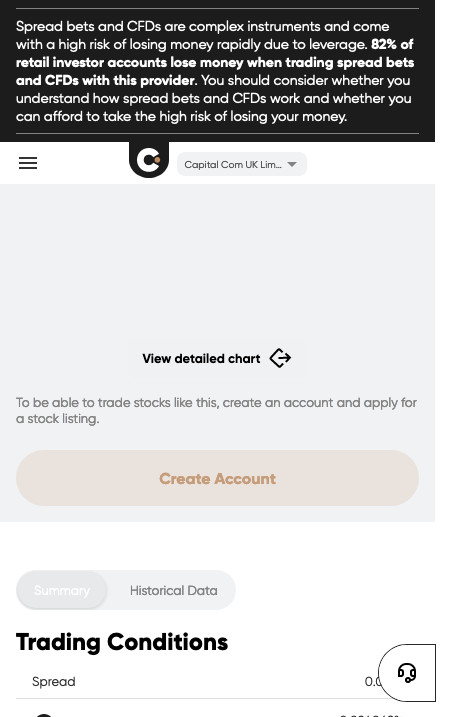 Spread bets and CFDs are complex instruments and come
with a high risk of losing money rapidly due to leverage. 82% of
retail investor accounts lose money when trading spread bets
and CFDs with this provider. You should consider whether you
understand how spread bets and CFDs work and whether you
can afford to take the high risk of losing your money.
Capital Com UK Lim...
View detailed chart
To be able to trade stocks like this, create an account and apply for
a stock listing.
Create Account
Summary Historical Data
Trading Conditions
Spread